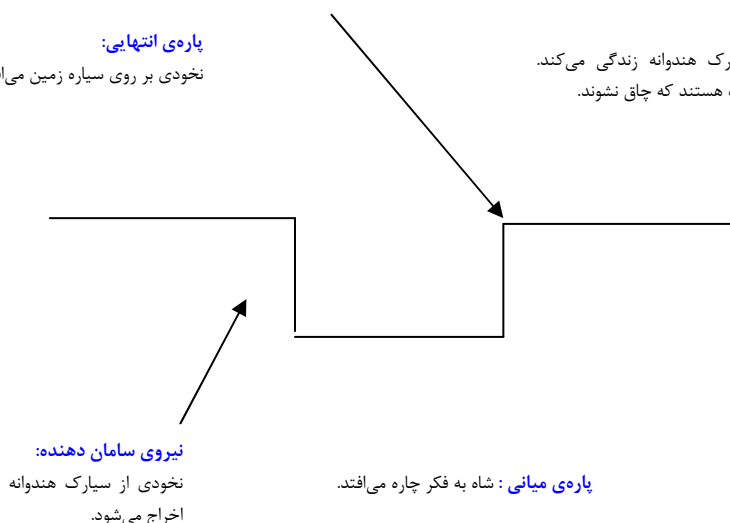 رک هندوانه زندگی می‌کند.
هستند که چاق نشوند.
پاره‌ی انتهایی:
نخودی بر روی سیاره زمین
پاره‌ی میانی : شاه به فکر چاره می‌افتد.
نیروی سامان دهنده:
نخودی از سیارک هندوانه
اخراج می‌شود.